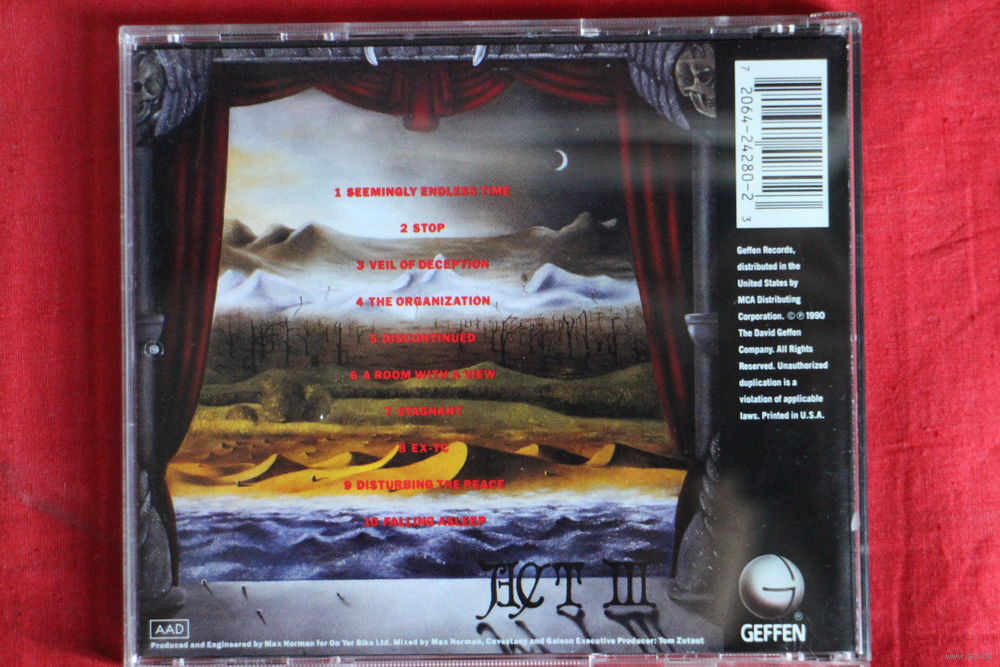 1 SEEMINGLY ENDLESS TIME
2 STOP
3 VEIL OF DECEPTION
4 THE ORGANIZATION
5 DISCONTINUED
6 A ROOM WITH A VIEW
7 STAGNANT
8 EX-TC
9 DISTURBING THE PEACE
10 FALLING ASLEEP
ACT III
AAD
Produced and Engineered by Max Norman for On Yer Bike Ltd. Mixed by Max Norman, Cavestany and Galeon Executive Producer: Tom Zutaut
7 2064-24280-2 3
Geffen Records,
distributed in the
United States by
MCA Distributing
Corporation. ©℗1990
The David Geffen
Company. All Rights
Reserved. Unauthorized
duplication is a
violation of applicable
laws. Printed in U.S.A.
GEFFEN
®